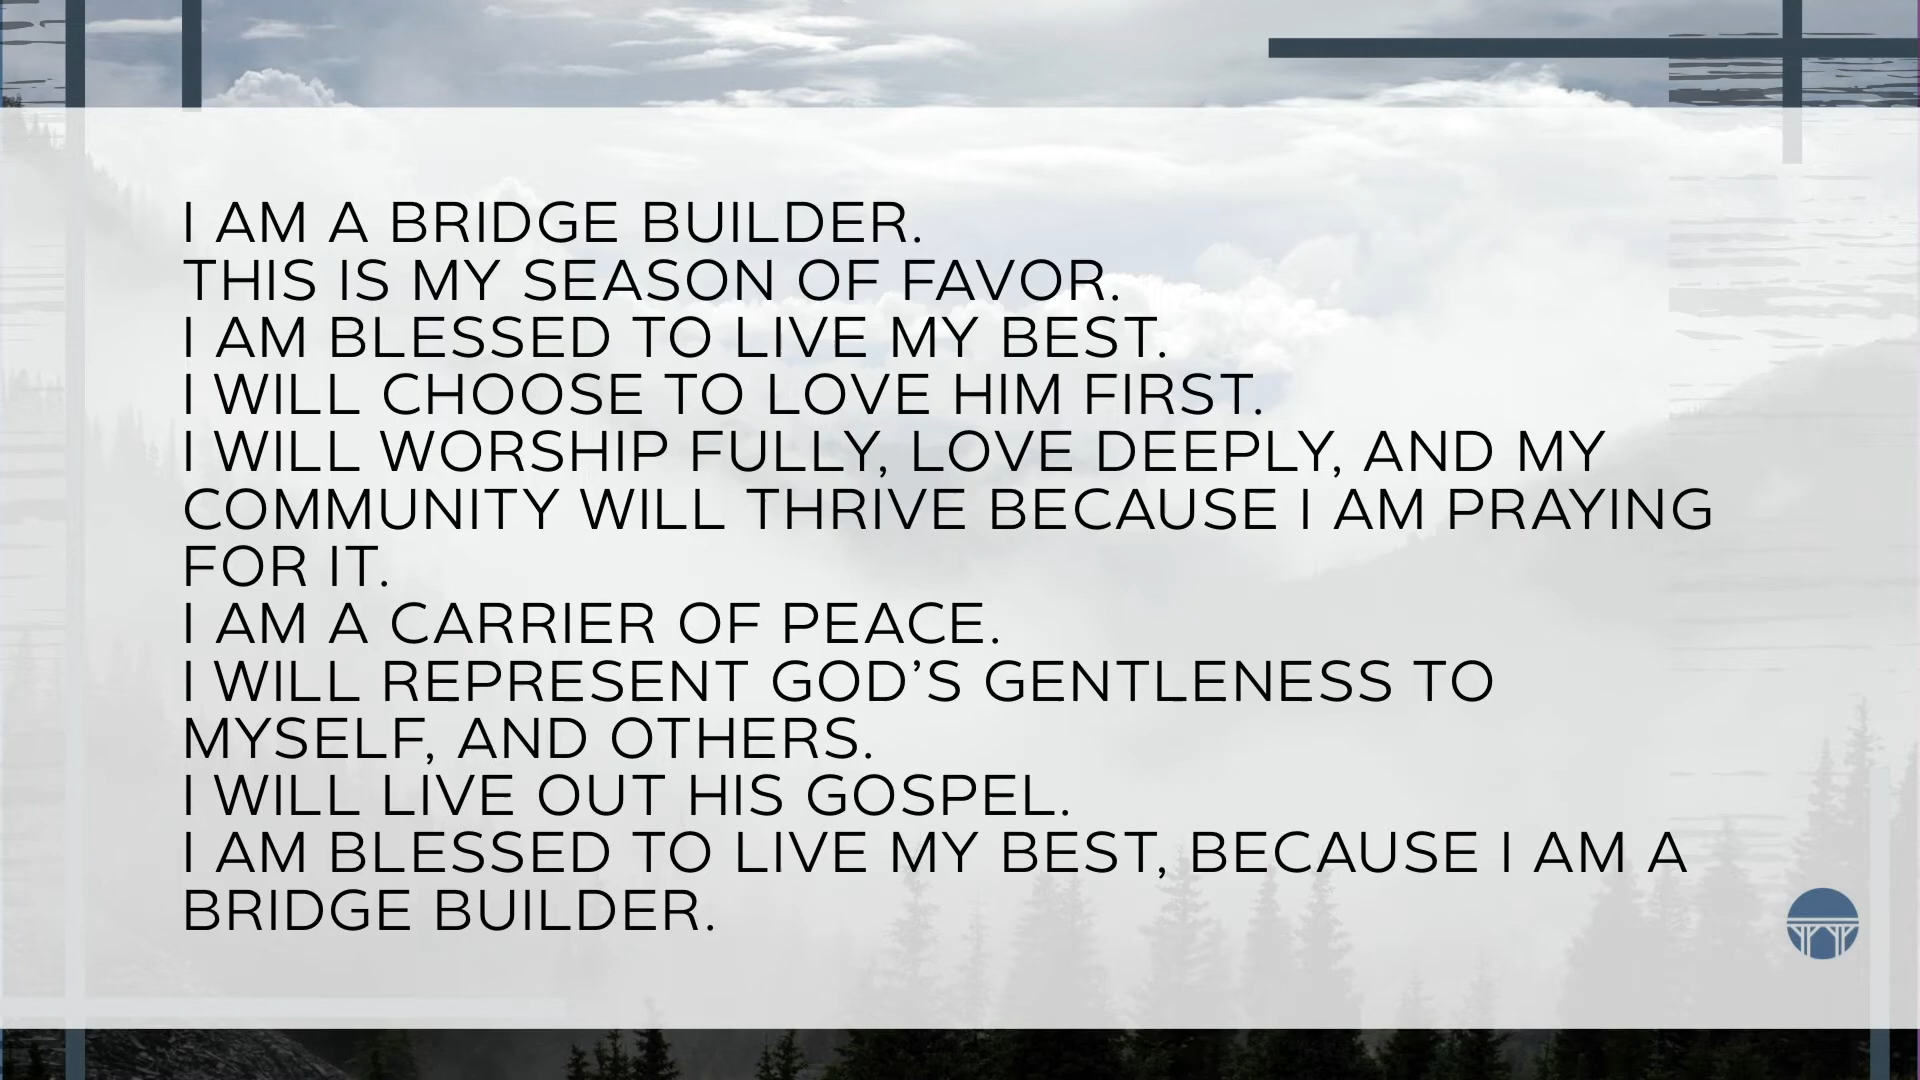 I AM A BRIDGE BUILDER.
THIS IS MY SEASON OF FAVOR.
I AM BLESSED TO LIVE MY BEST.
I WILL CHOOSE TO LOVE HIM FIRST.
I WILL WORSHIP FULLY, LOVE DEEPLY, AND MY
COMMUNITY WILL THRIVE BECAUSE I AM PRAYING
FOR IT.
I AM A CARRIER OF PEACE.
I WILL REPRESENT GOD’S GENTLENESS TO
MYSELF, AND OTHERS.
I WILL LIVE OUT HIS GOSPEL.
I AM BLESSED TO LIVE MY BEST, BECAUSE I AM A
BRIDGE BUILDER.